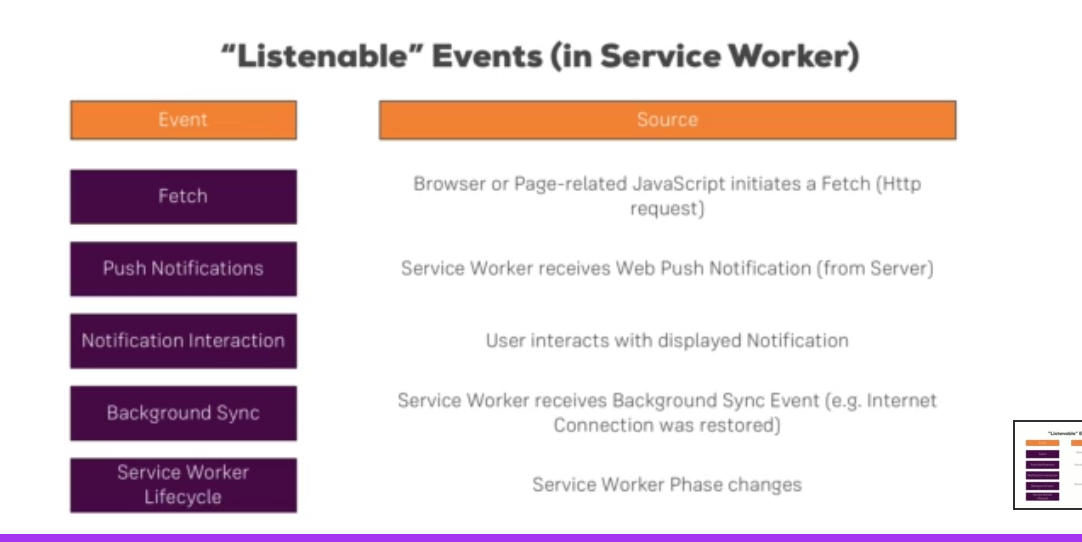 “Listenable” Events (in Service Worker)
Event
Source
Fetch
Browser or Page-related JavaScript initiates a Fetch (Http
request)
Push Notifications
Service Worker receives Web Push Notification (from Server)
Notification Interaction
User interacts with displayed Notification
Background Sync
Service Worker receives Background Sync Event (e.g. Internet
Connection was restored)
Service Worker
Lifecycle
Service Worker Phase changes